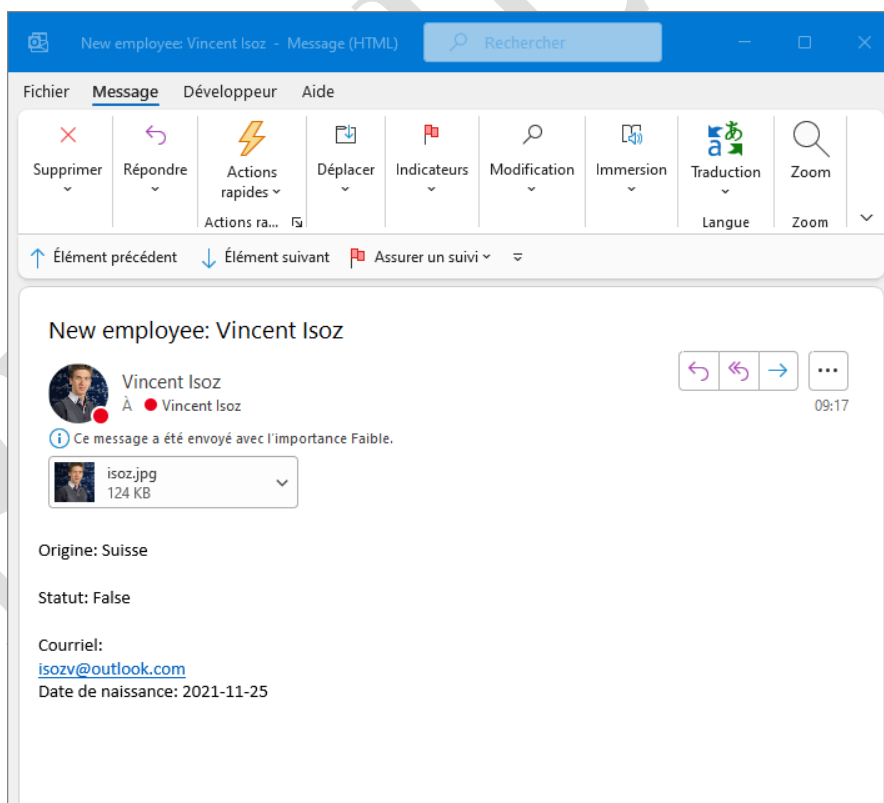 New employee: Vincent Isoz - Message (HTML)
Rechercher
Fichier Message Développeur Aide
Supprimer Répondre Actions rapides Déplacer Indicateurs Modification Immersion Traduction Zoom
Actions ra... Langue Zoom
Élément précédent Élément suivant Assurer un suivi
New employee: Vincent Isoz
Vincent Isoz
À Vincent Isoz
09:17
Ce message a été envoyé avec l'importance Faible.
isoz.jpg
124 KB
Origine: Suisse
Statut: False
Courriel:
isozv@outlook.com
Date de naissance: 2021-11-25